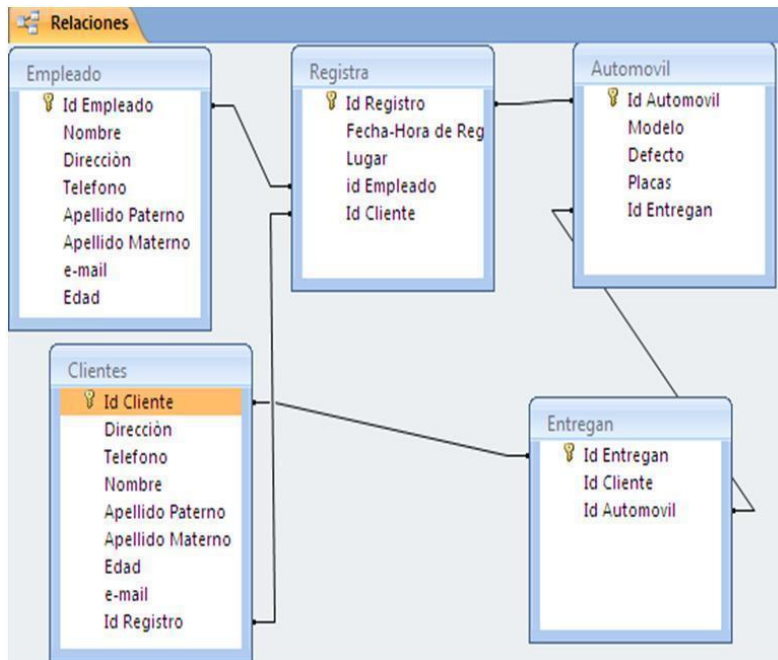 Relaciones
Empleado
Id Empleado
Nombre
Direcciòn
Telefono
Apellido Paterno
Apellido Materno
e-mail
Edad
Registra
Id Registro
Fecha-Hora de Reg
Lugar
id Empleado
Id Cliente
Automovil
Id Automovil
Modelo
Defecto
Placas
Id Entregan
Clientes
Id Cliente
Direcciòn
Telefono
Nombre
Apellido Paterno
Apellido Materno
Edad
e-mail
Id Registro
Entregan
Id Entregan
Id Cliente
Id Automovil